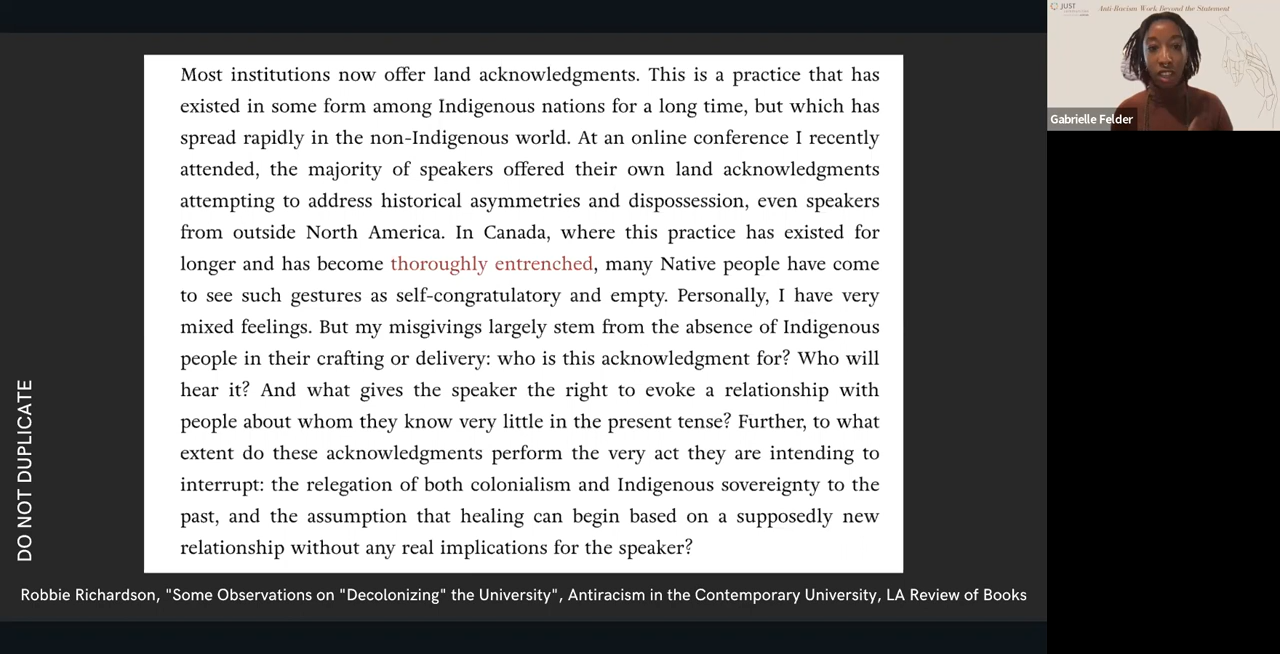 Most institutions now offer land acknowledgments. This is a practice that has
existed in some form among Indigenous nations for a long time, but which has
spread rapidly in the non-Indigenous world. At an online conference I recently
attended, the majority of speakers offered their own land acknowledgments
attempting to address historical asymmetries and dispossession, even speakers
from outside North America. In Canada, where this practice has existed for
longer and has become thoroughly entrenched, many Native people have come
to see such gestures as self-congratulatory and empty. Personally, I have very
mixed feelings. But my misgivings largely stem from the absence of Indigenous
people in their crafting or delivery: who is this acknowledgment for? Who will
hear it? And what gives the speaker the right to evoke a relationship with
people about whom they know very little in the present tense? Further, to what
extent do these acknowledgments perform the very act they are intending to
interrupt: the relegation of both colonialism and Indigenous sovereignty to the
past, and the assumption that healing can begin based on a supposedly new
relationship without any real implications for the speaker?
DO NOT DUPLICATE
Robbie Richardson, "Some Observations on "Decolonizing" the University", Antiracism in the Contemporary University, LA Review of Books
JUST
Anti-Racism Work Beyond the Statement
Gabrielle Felder